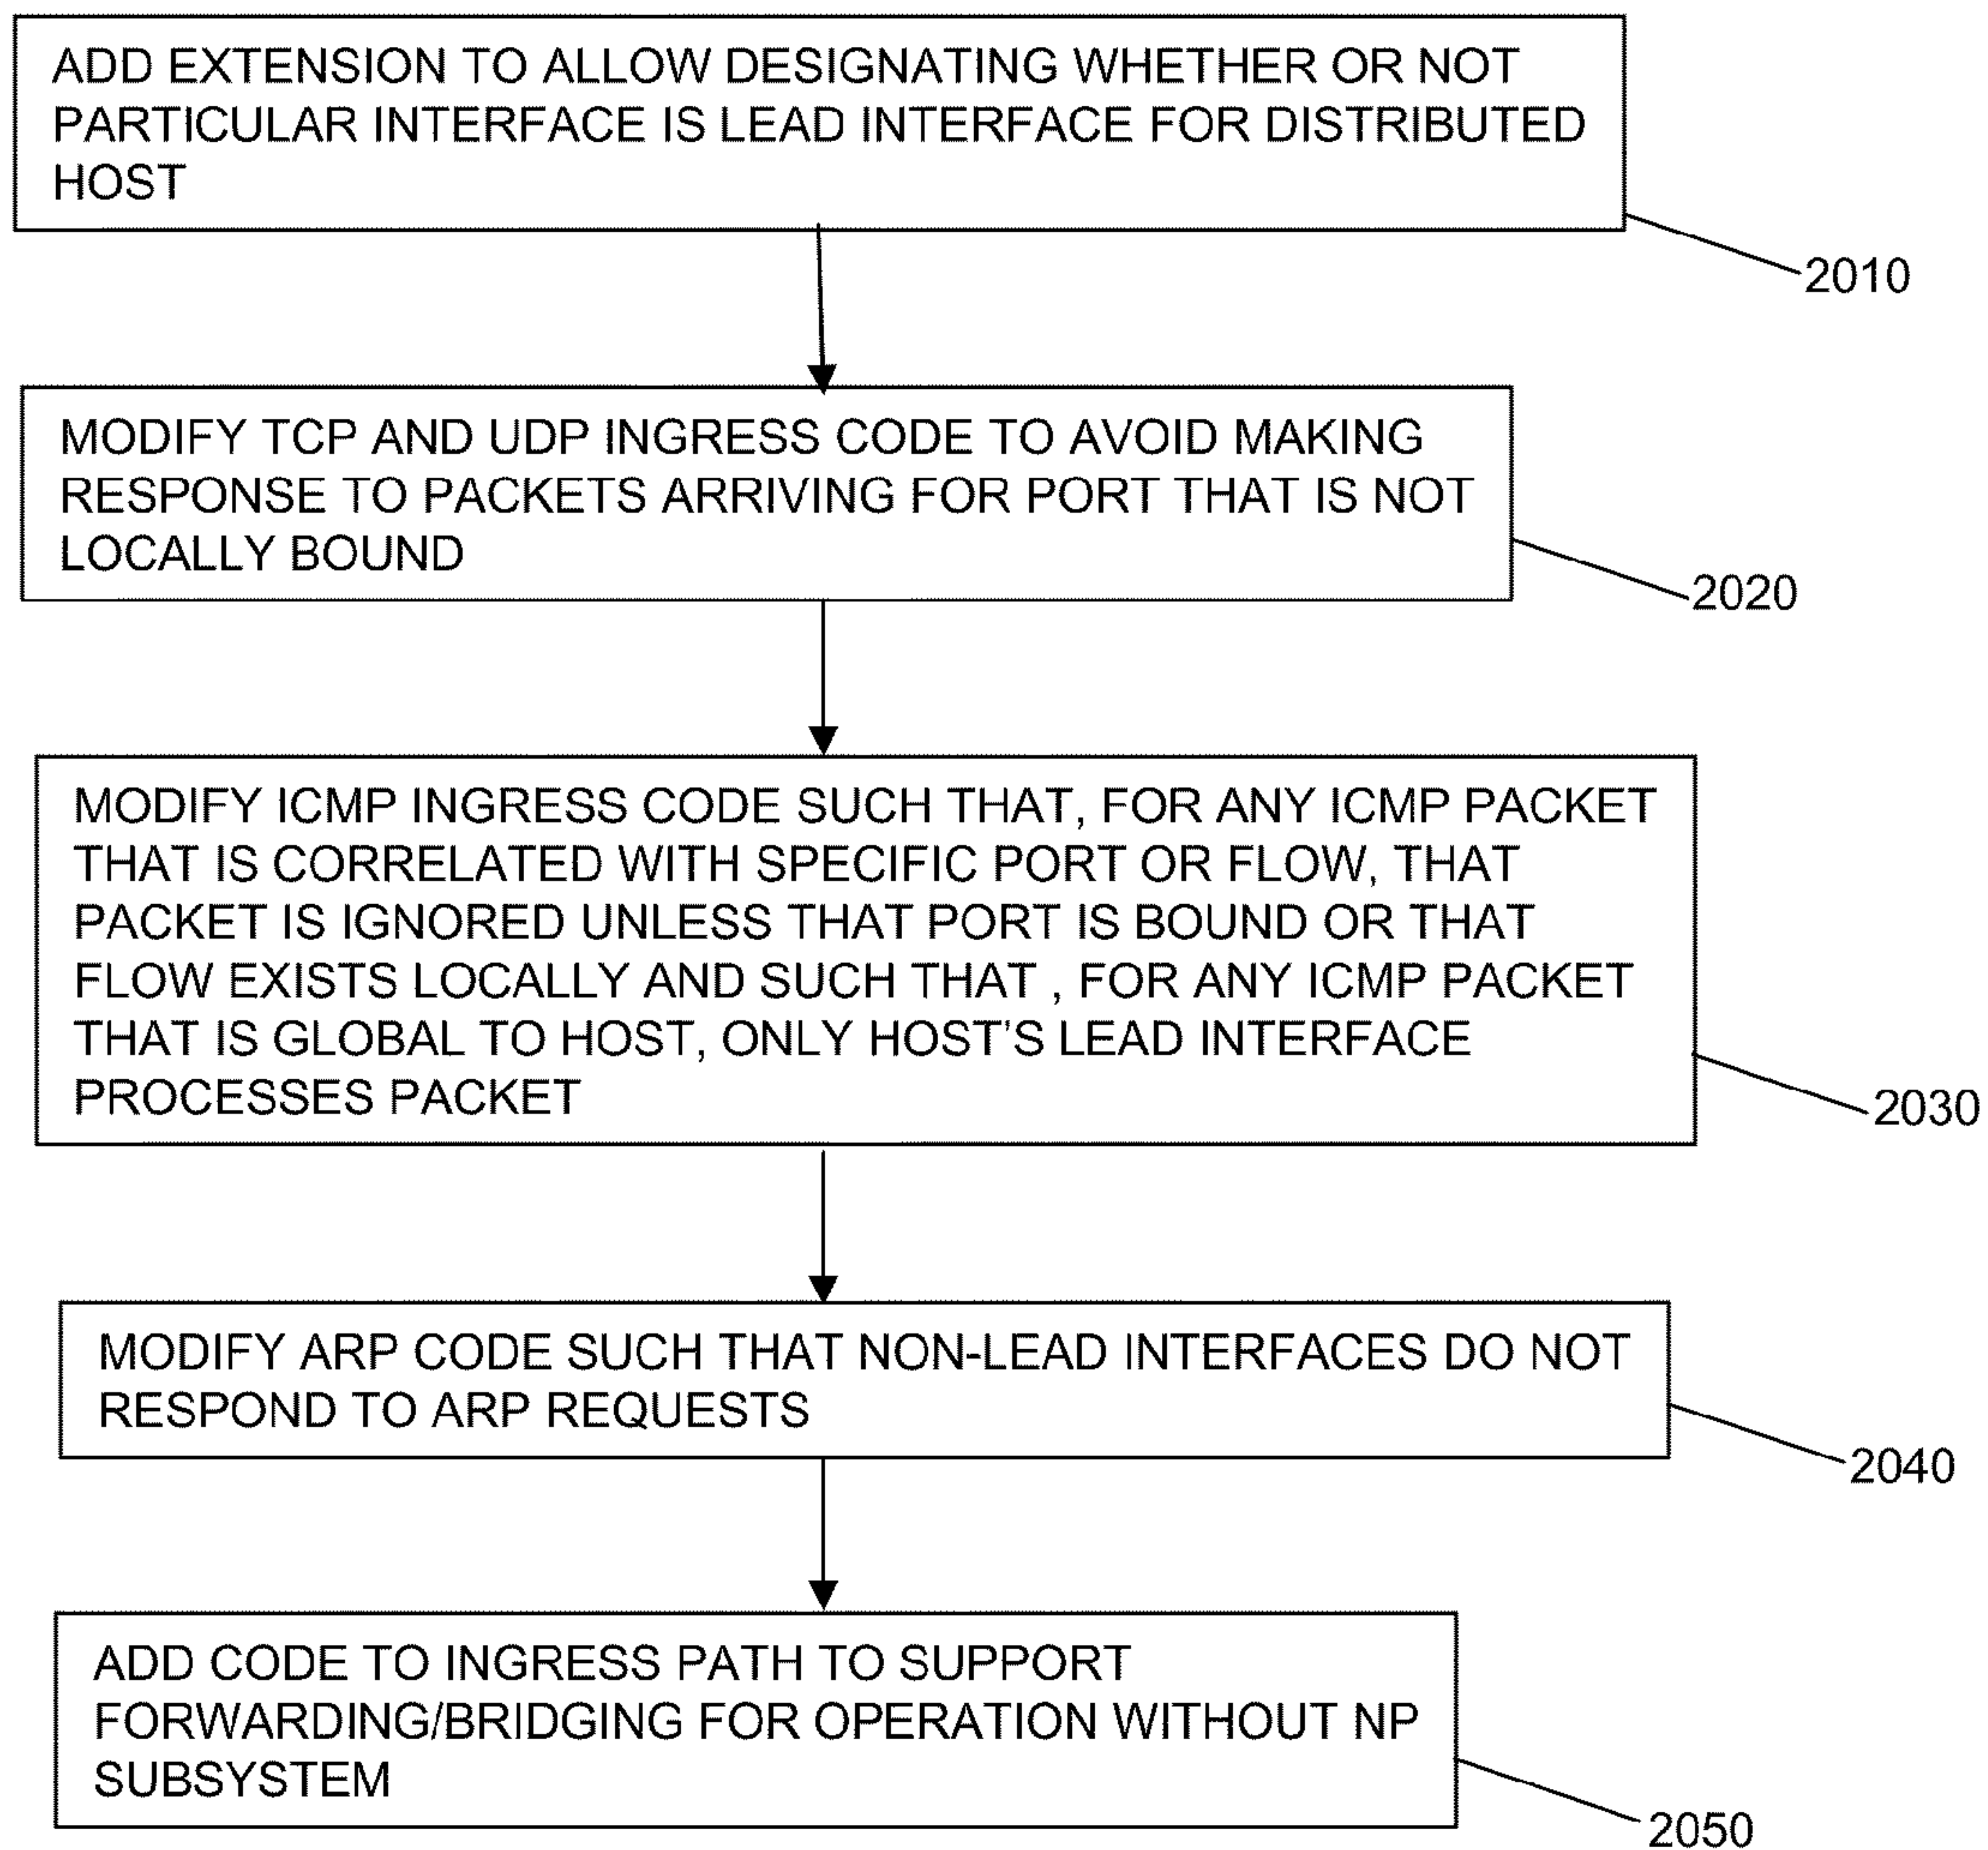 ADD EXTENSION TO ALLOW DESIGNATING WHETHER OR NOT
PARTICULAR INTERFACE IS LEAD INTERFACE FOR DISTRIBUTED
HOST
2010
MODIFY TCP AND UDP INGRESS CODE TO AVOID MAKING
RESPONSE TO PACKETS ARRIVING FOR PORT THAT IS NOT
LOCALLY BOUND
2020
MODIFY ICMP INGRESS CODE SUCH THAT, FOR ANY ICMP PACKET
THAT IS CORRELATED WITH SPECIFIC PORT OR FLOW, THAT
PACKET IS IGNORED UNLESS THAT PORT IS BOUND OR THAT
FLOW EXISTS LOCALLY AND SUCH THAT , FOR ANY ICMP PACKET
THAT IS GLOBAL TO HOST, ONLY HOST'S LEAD INTERFACE
PROCESSES PACKET
2030
MODIFY ARP CODE SUCH THAT NON-LEAD INTERFACES DO NOT
RESPOND TO ARP REQUESTS
2040
ADD CODE TO INGRESS PATH TO SUPPORT
FORWARDING/BRIDGING FOR OPERATION WITHOUT NP
SUBSYSTEM
2050